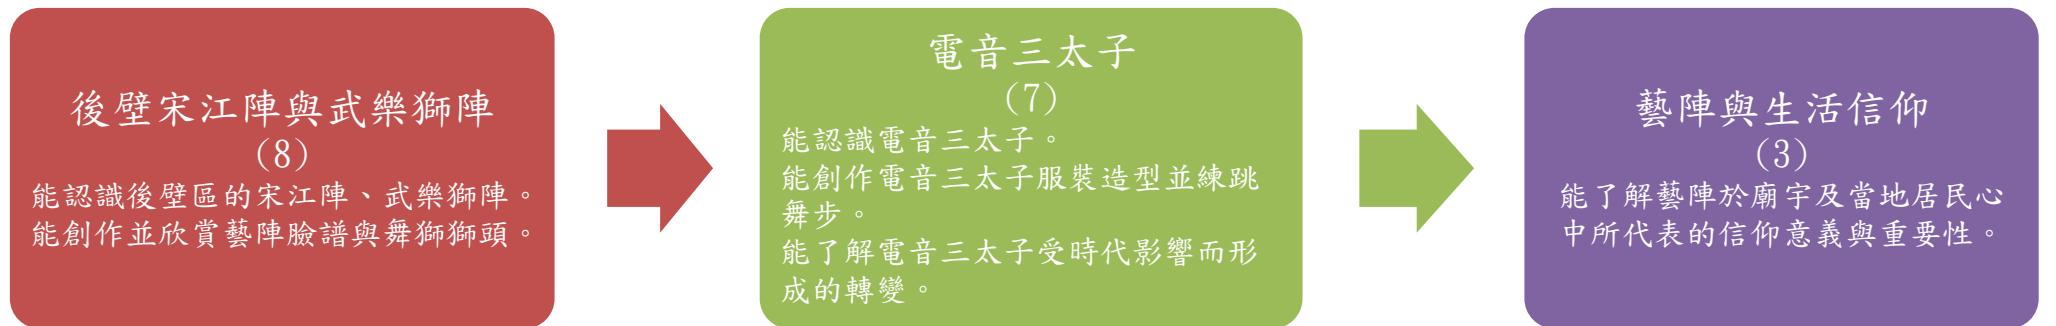 後壁宋江陣與武樂獅陣
(8)
能認識後壁區的宋江陣、武樂獅陣。
能創作並欣賞藝陣臉譜與舞獅獅頭。
電音三太子
(7)
能認識電音三太子。
能創作電音三太子服裝造型並練跳
舞步。
能了解電音三太子受時代影響而形
成的轉變。
藝陣與生活信仰
(3)
能了解藝陣於廟宇及當地居民心
中所代表的信仰意義與重要性。